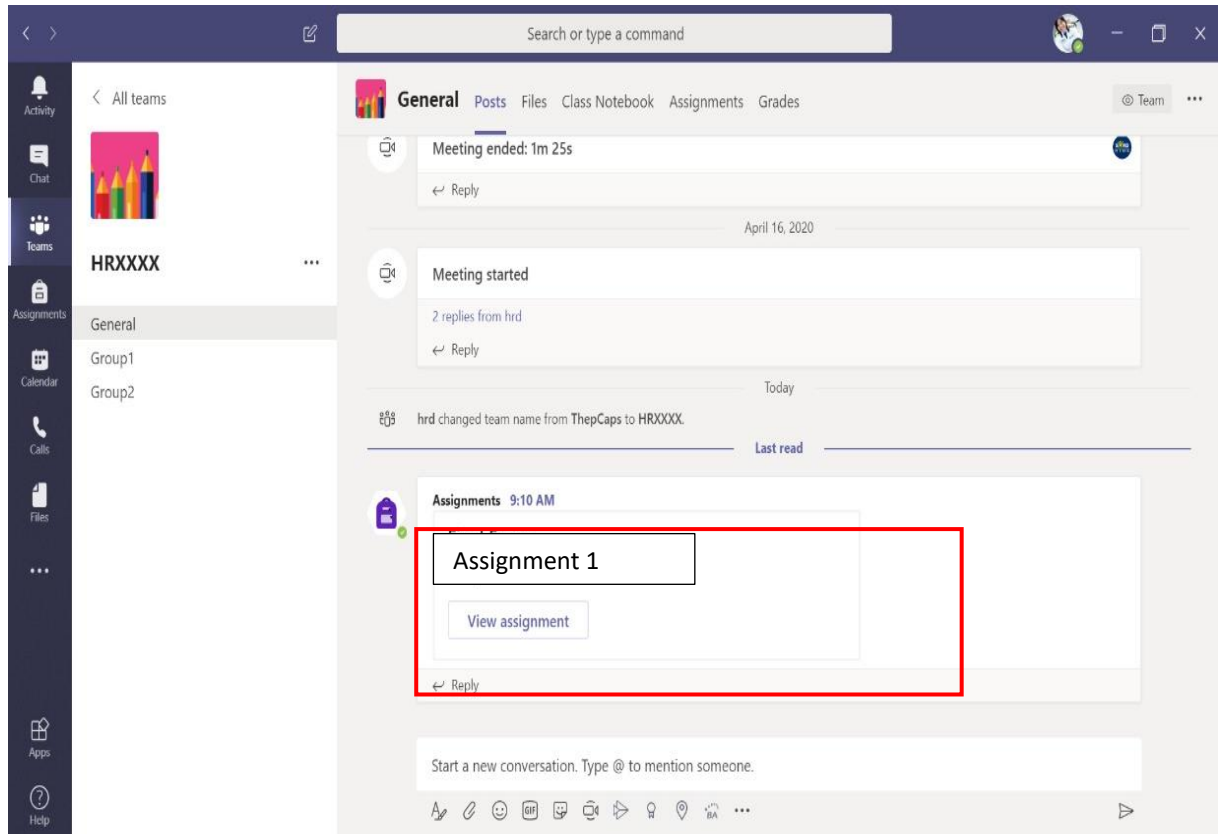 Search or type a command
Activity
Chat
Teams
Assignments
Calendar
Calls
Files
Apps
Help
All teams
HRXXXX
General
Group1
Group2
General Posts Files Class Notebook Assignments Grades
Team
Meeting ended: 1m 25s
Reply
April 16, 2020
Meeting started
2 replies from hrd
Reply
Today
hrd changed team name from ThepCaps to HRXXXX.
Last read
Assignments 9:10 AM
Assignment 1
View assignment
Reply
Start a new conversation. Type @ to mention someone.
GIF
BA